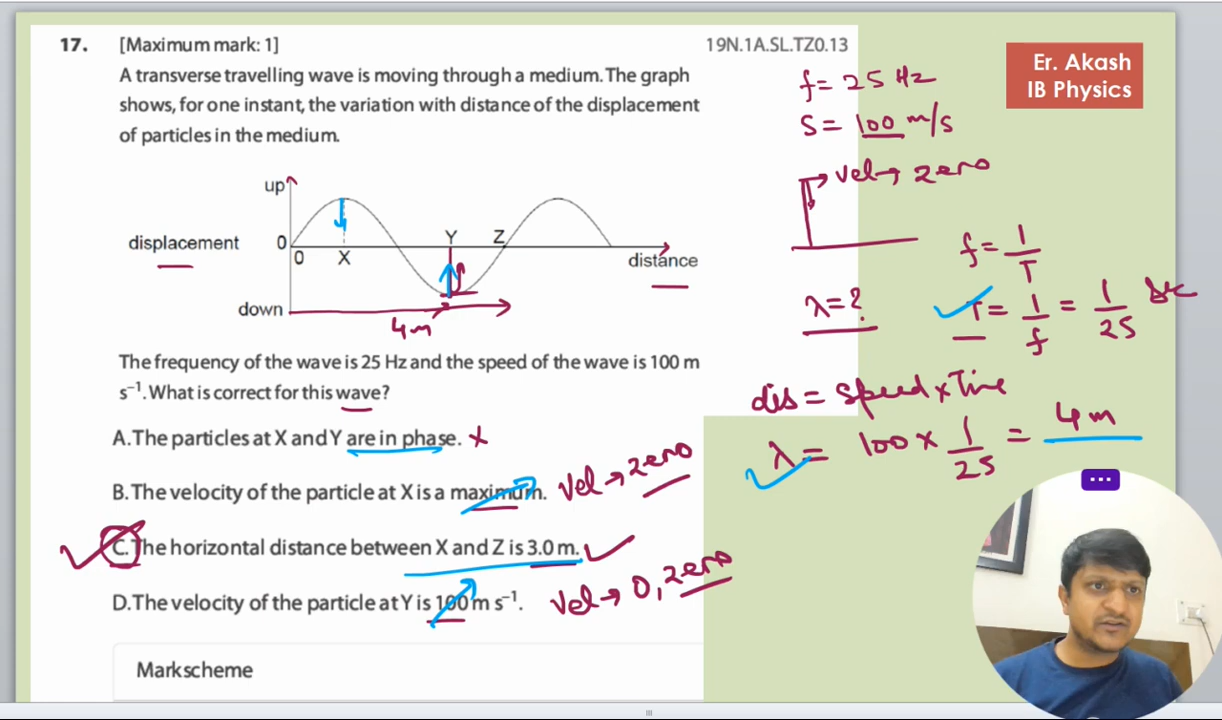 17. [Maximum mark: 1] 19N.1A.SL.TZ0.13
A transverse travelling wave is moving through a medium. The graph
shows, for one instant, the variation with distance of the displacement
of particles in the medium.
up
displacement 0
0 X Y Z
distance
down
4m
The frequency of the wave is 25 Hz and the speed of the wave is 100 m
s⁻¹. What is correct for this wave?
A. The particles at X and Y are in phase. ×
B. The velocity of the particle at X is a maximum. Vel → zero
C. The horizontal distance between X and Z is 3.0 m. ✓
D. The velocity of the particle at Y is 100 m s⁻¹. Vel → 0, zero
Markscheme
Er. Akash
IB Physics
f = 25 Hz
S = 100 m/s
Vel → zero
f = 1/T
λ = ?
T = 1/f = 1/25 sec
dis = speed × Time
λ = 100 × 1/25 = 4m